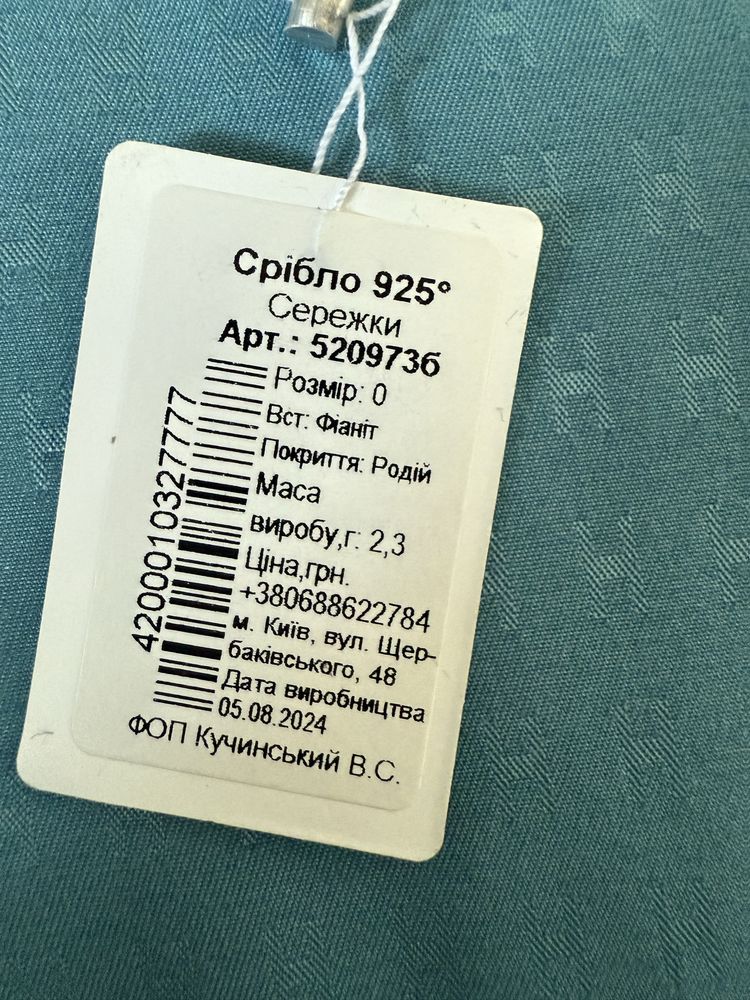 Срібло 925°
Сережки
Арт.: 520973б
Розмір: 0
Вст: Фіаніт
Покриття: Родій
Маса
виробу,г: 2,3
Ціна,грн.
+380688622784
м. Київ, вул. Щер-
баківського, 48
Дата виробництва
05.08.2024
ФОП Кучинський В.С.
4200010327777